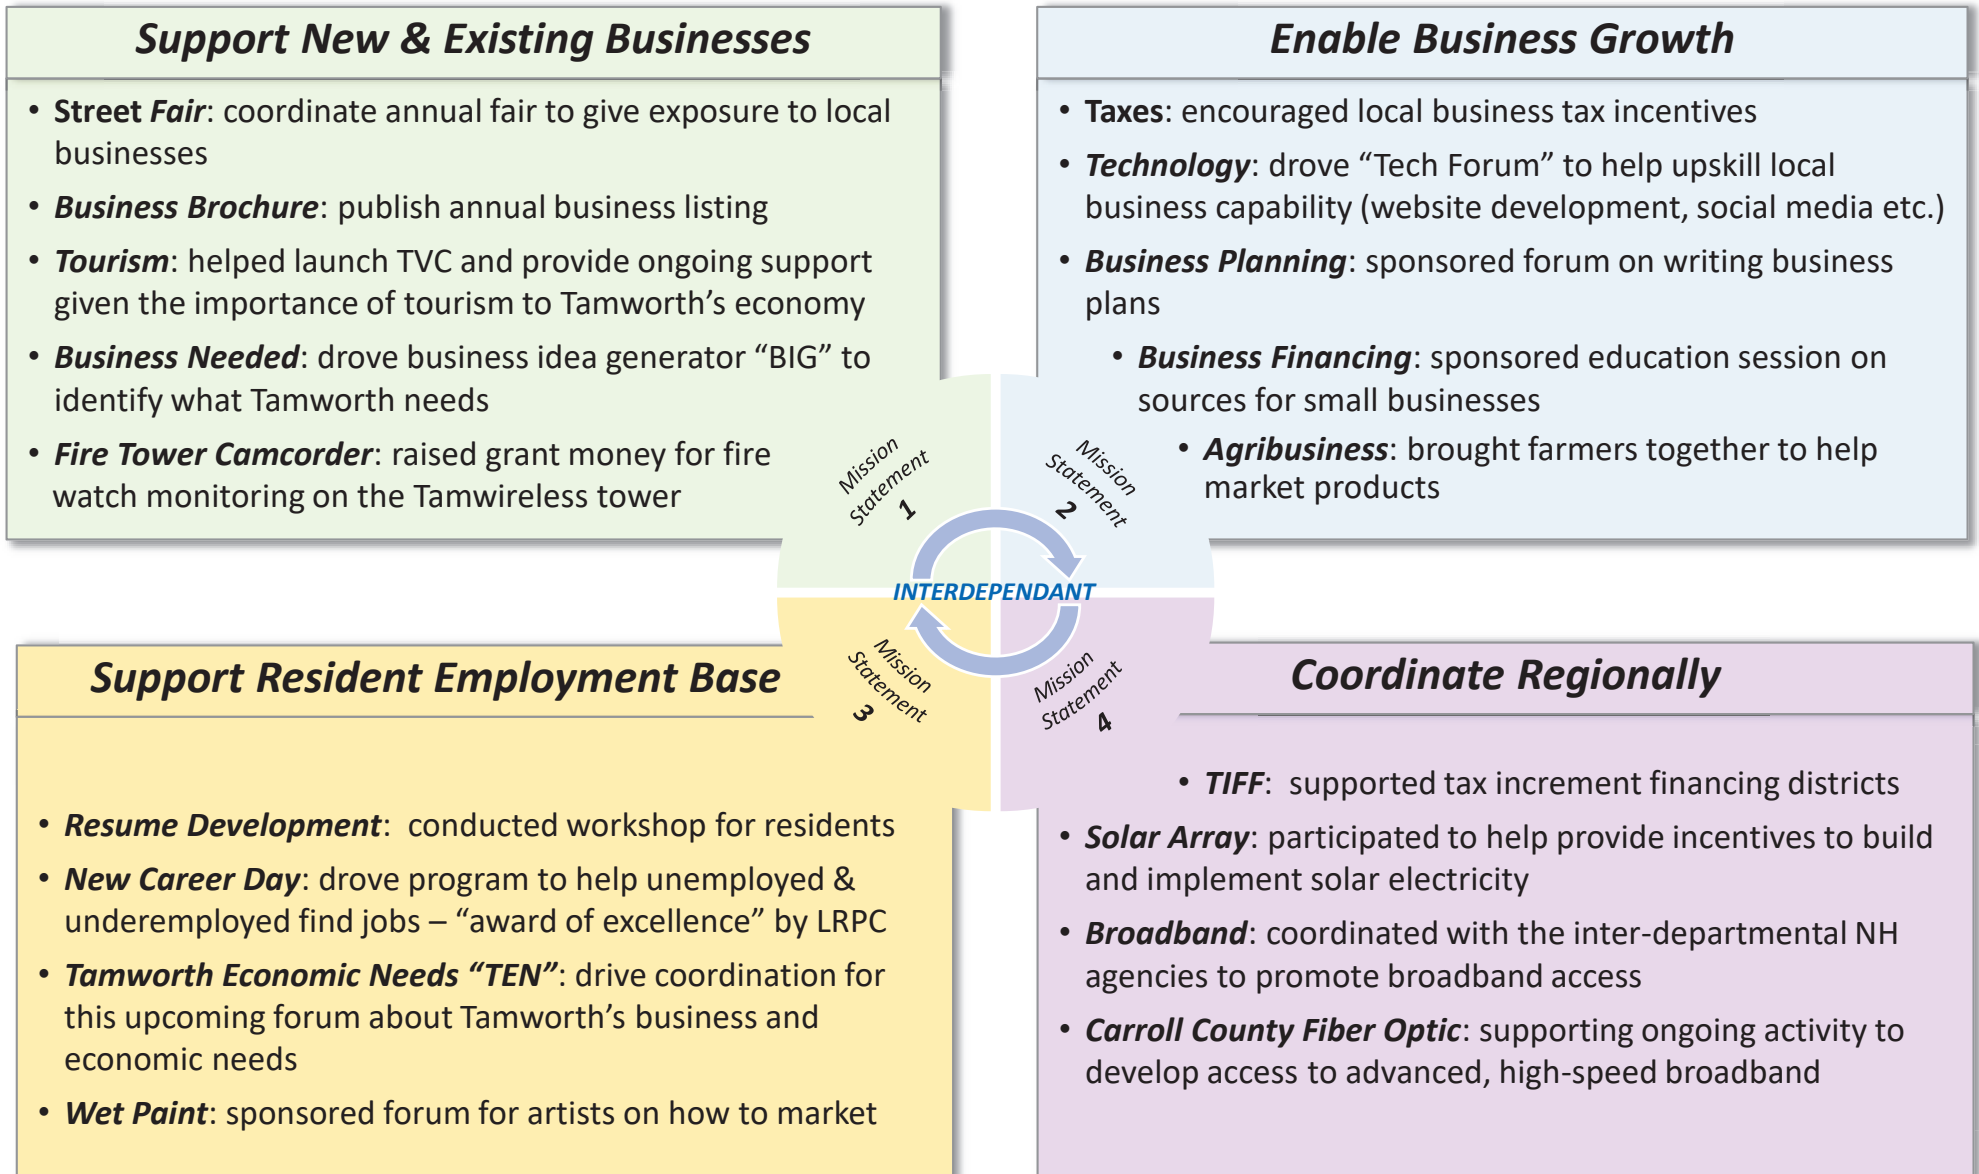 Support New & Existing Businesses
• Street Fair: coordinate annual fair to give exposure to local
businesses
• Business Brochure: publish annual business listing
• Tourism: helped launch TVC and provide ongoing support
given the importance of tourism to Tamworth’s economy
• Business Needed: drove business idea generator “BIG” to
identify what Tamworth needs
• Fire Tower Camcorder: raised grant money for fire
watch monitoring on the Tamwireless tower
Mission
Statement
1
Enable Business Growth
• Taxes: encouraged local business tax incentives
• Technology: drove “Tech Forum” to help upskill local
business capability (website development, social media etc.)
• Business Planning: sponsored forum on writing business
plans
• Business Financing: sponsored education session on
sources for small businesses
• Agribusiness: brought farmers together to help
market products
Mission
Statement
2
INTERDEPENDANT
Support Resident Employment Base
Mission
Statement
3
• Resume Development:  conducted workshop for residents
• New Career Day: drove program to help unemployed &
underemployed find jobs – “award of excellence” by LRPC
• Tamworth Economic Needs “TEN”: drive coordination for
this upcoming forum about Tamworth’s business and
economic needs
• Wet Paint: sponsored forum for artists on how to market
Mission
Statement
4
Coordinate Regionally
• TIFF:  supported tax increment financing districts
• Solar Array: participated to help provide incentives to build
and implement solar electricity
• Broadband: coordinated with the inter-departmental NH
agencies to promote broadband access
• Carroll County Fiber Optic: supporting ongoing activity to
develop access to advanced, high-speed broadband